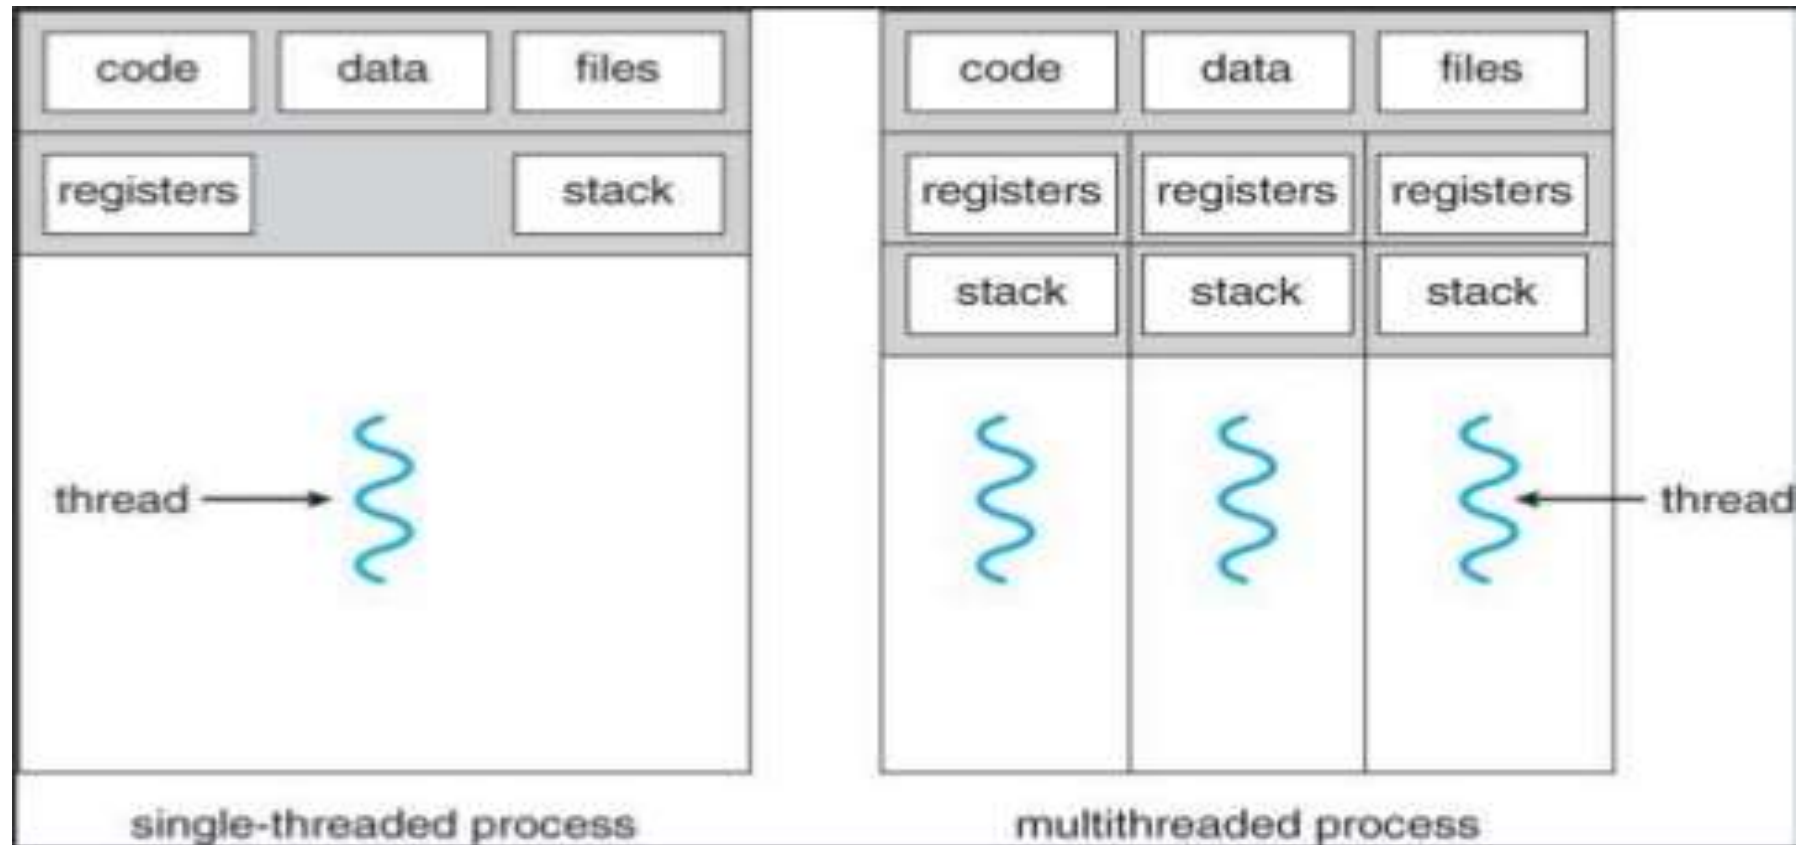 code data files
registers stack
thread
single-threaded process
code data files
registers registers registers
stack stack stack
thread
multithreaded process